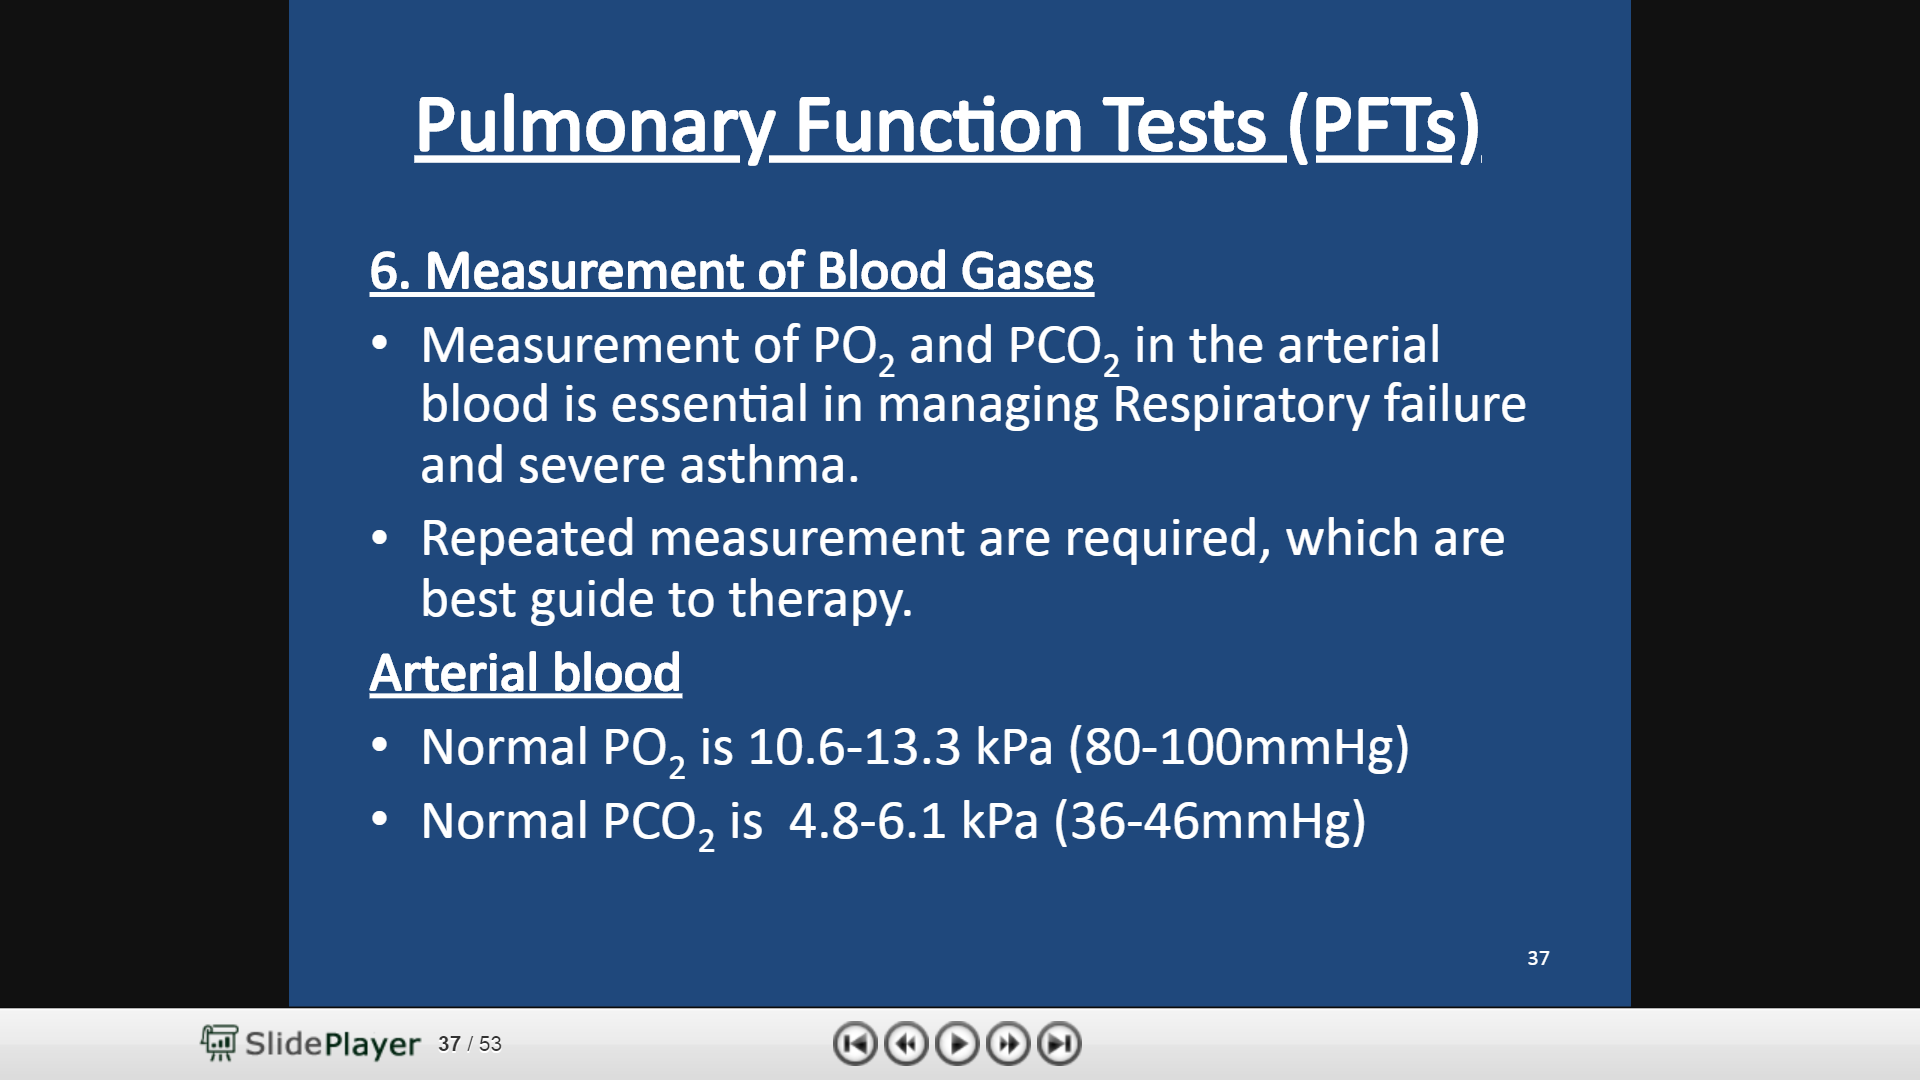 Pulmonary Function Tests (PFTs)
6. Measurement of Blood Gases
• Measurement of PO₂ and PCO₂ in the arterial
blood is essential in managing Respiratory failure
and severe asthma.
• Repeated measurement are required, which are
best guide to therapy.
Arterial blood
• Normal PO₂ is 10.6-13.3 kPa (80-100mmHg)
• Normal PCO₂ is  4.8-6.1 kPa (36-46mmHg)
37
SlidePlayer 37 / 53